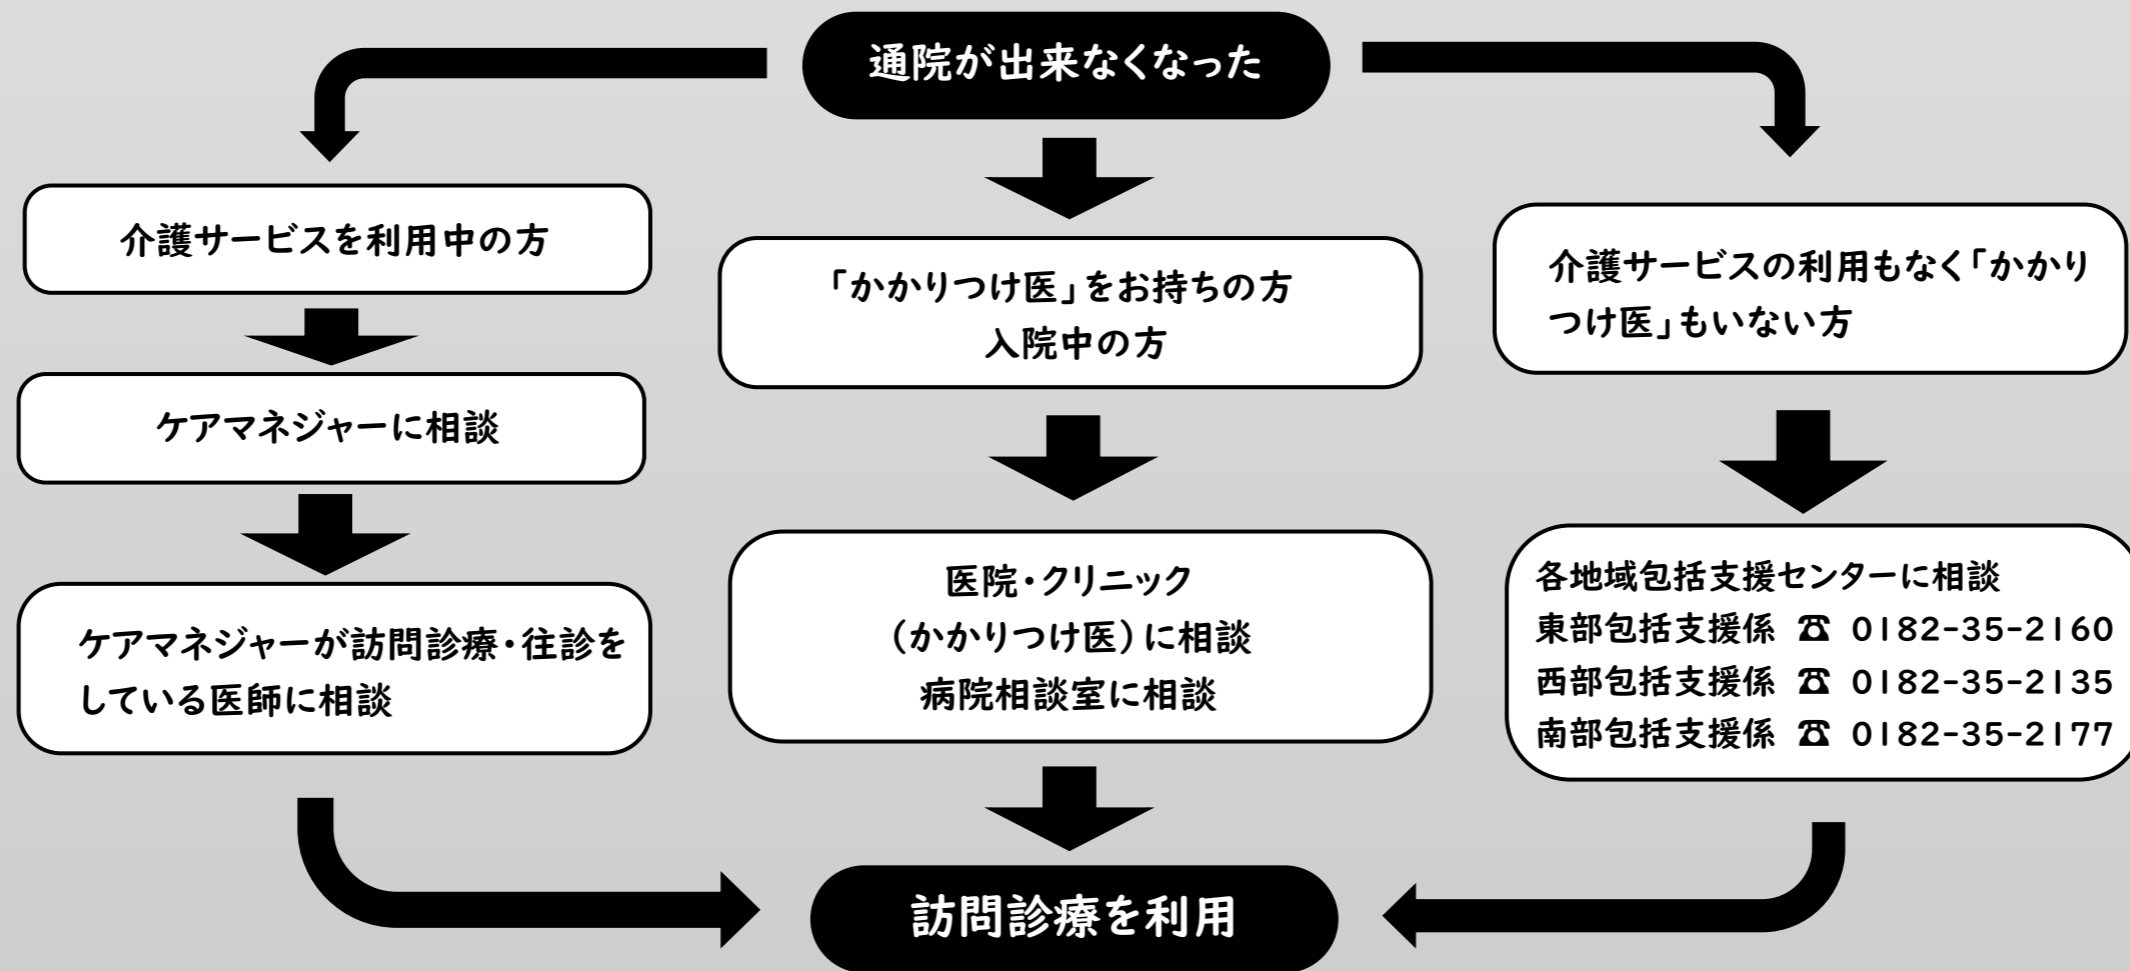 通院が出来なくなった
介護サービスを利用中の方
ケアマネジャーに相談
ケアマネジャーが訪問診療・往診を
している医師に相談
「かかりつけ医」をお持ちの方
入院中の方
医院・クリニック
(かかりつけ医)に相談
病院相談室に相談
介護サービスの利用もなく「かかり
つけ医」もいない方
各地域包括支援センターに相談
東部包括支援係 ☎ 0182-35-2160
西部包括支援係 ☎ 0182-35-2135
南部包括支援係 ☎ 0182-35-2177
訪問診療を利用